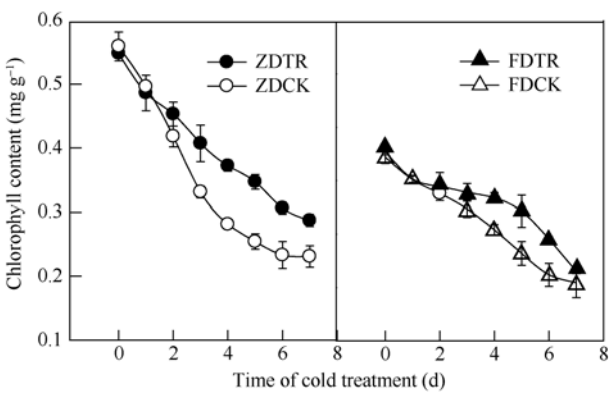 0.6
0.5
0.4
0.3
0.2
0.1
Chlorophyll content (mg g⁻¹)
ZDTR
ZDCK
FDTR
FDCK
0 2 4 6 8 0 2 4 6 8
Time of cold treatment (d)